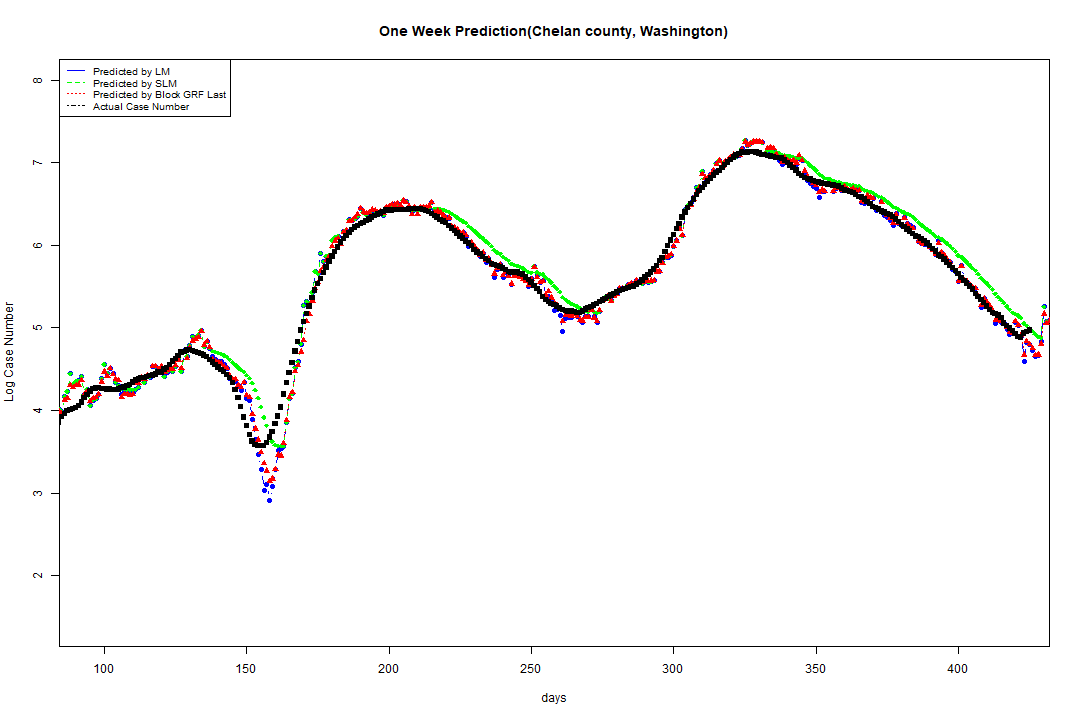 One Week Prediction(Chelan county, Washington)
Predicted by LM
Predicted by SLM
Predicted by Block GRF Last
Actual Case Number
8
7
6
5
4
3
2
Log Case Number
100 150 200 250 300 350 400
days